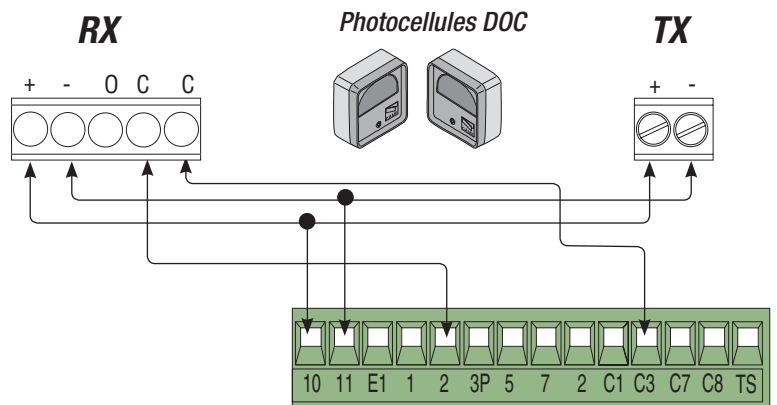 RX
Photocellules DOC
TX
+ - O C C
+ -
10 11 E1 1 2 3P 5 7 2 C1 C3 C7 C8 TS